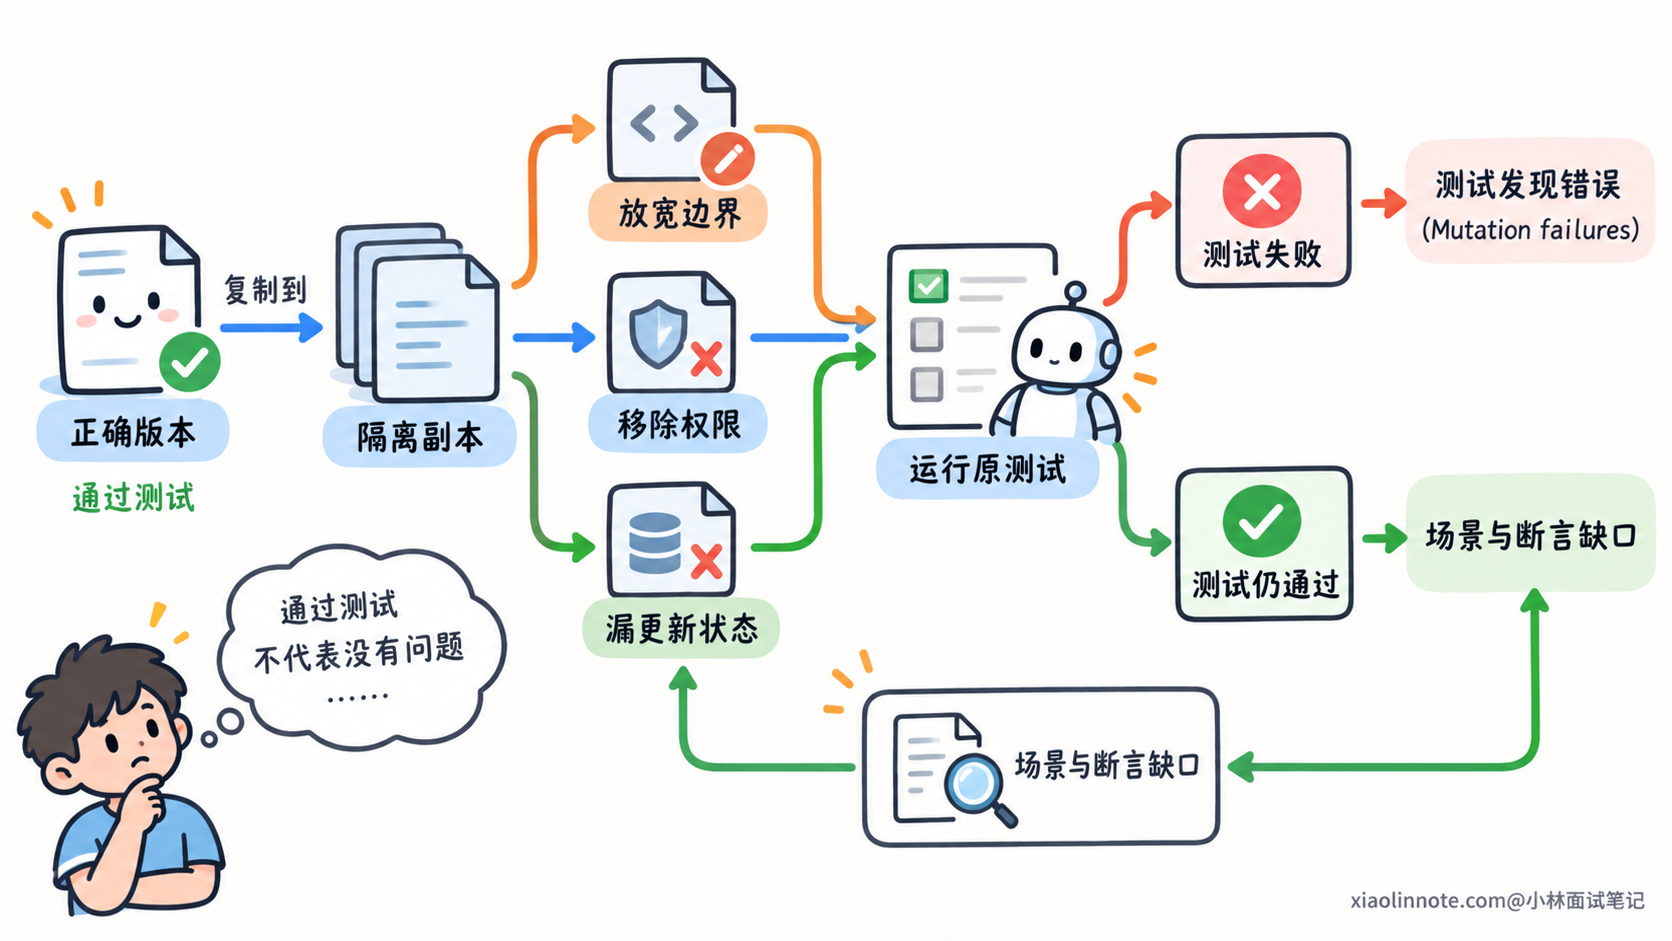 正确版本
通过测试
复制到
隔离副本
放宽边界
移除权限
漏更新状态
运行原测试
测试失败
测试发现错误
(Mutation failures)
测试仍通过
场景与断言缺口
场景与断言缺口
通过测试
不代表没有问题
......
xiaolinnote.com@小林面试笔记